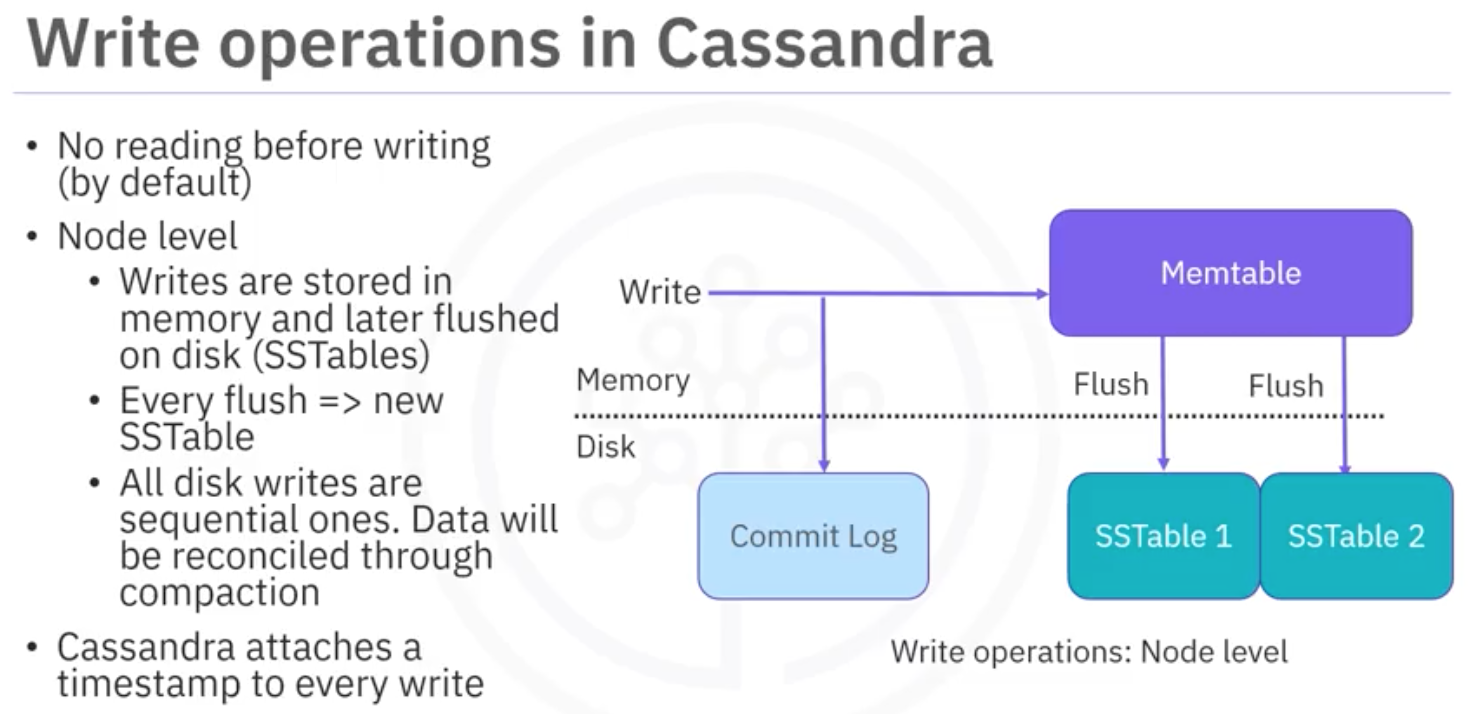 Write operations in Cassandra
• No reading before writing
(by default)
• Node level
• Writes are stored in
memory and later flushed
on disk (SSTables)
• Every flush => new
SSTable
• All disk writes are
sequential ones. Data will
be reconciled through
compaction
• Cassandra attaches a
timestamp to every write
Write
Memtable
Memory
Flush
Flush
Disk
Commit Log
SSTable 1
SSTable 2
Write operations: Node level